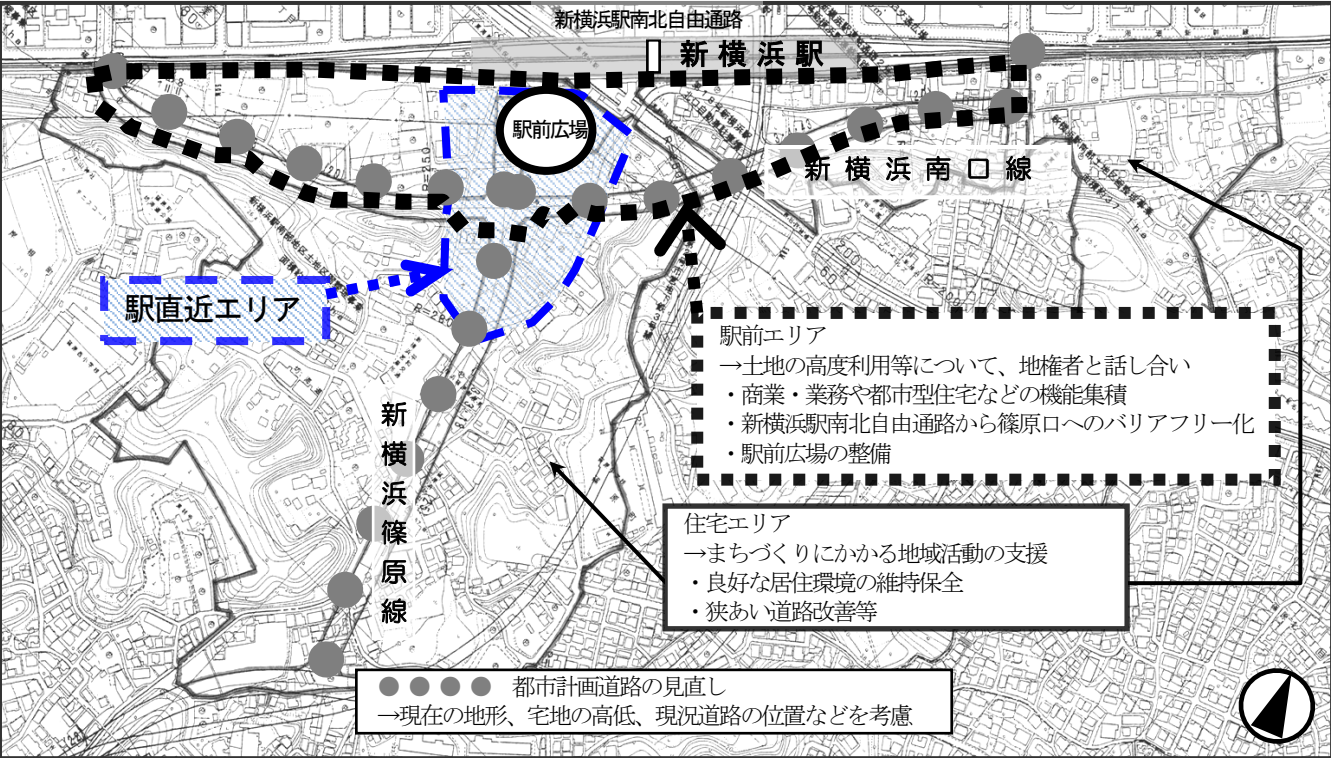 新横浜駅南北自由通路
新横浜駅
駅前広場
新横浜南口線
駅直近エリア
駅前エリア
→土地の高度利用等について、地権者と話し合い
・商業・業務や都市型住宅などの機能集積
・新横浜駅南北自由通路から篠原口へのバリアフリー化
・駅前広場の整備
新横浜篠原線
住宅エリア
→まちづくりにかかる地域活動の支援
・良好な居住環境の維持保全
・狭あい道路改善等
都市計画道路の見直し
→現在の地形、宅地の高低、現況道路の位置などを考慮